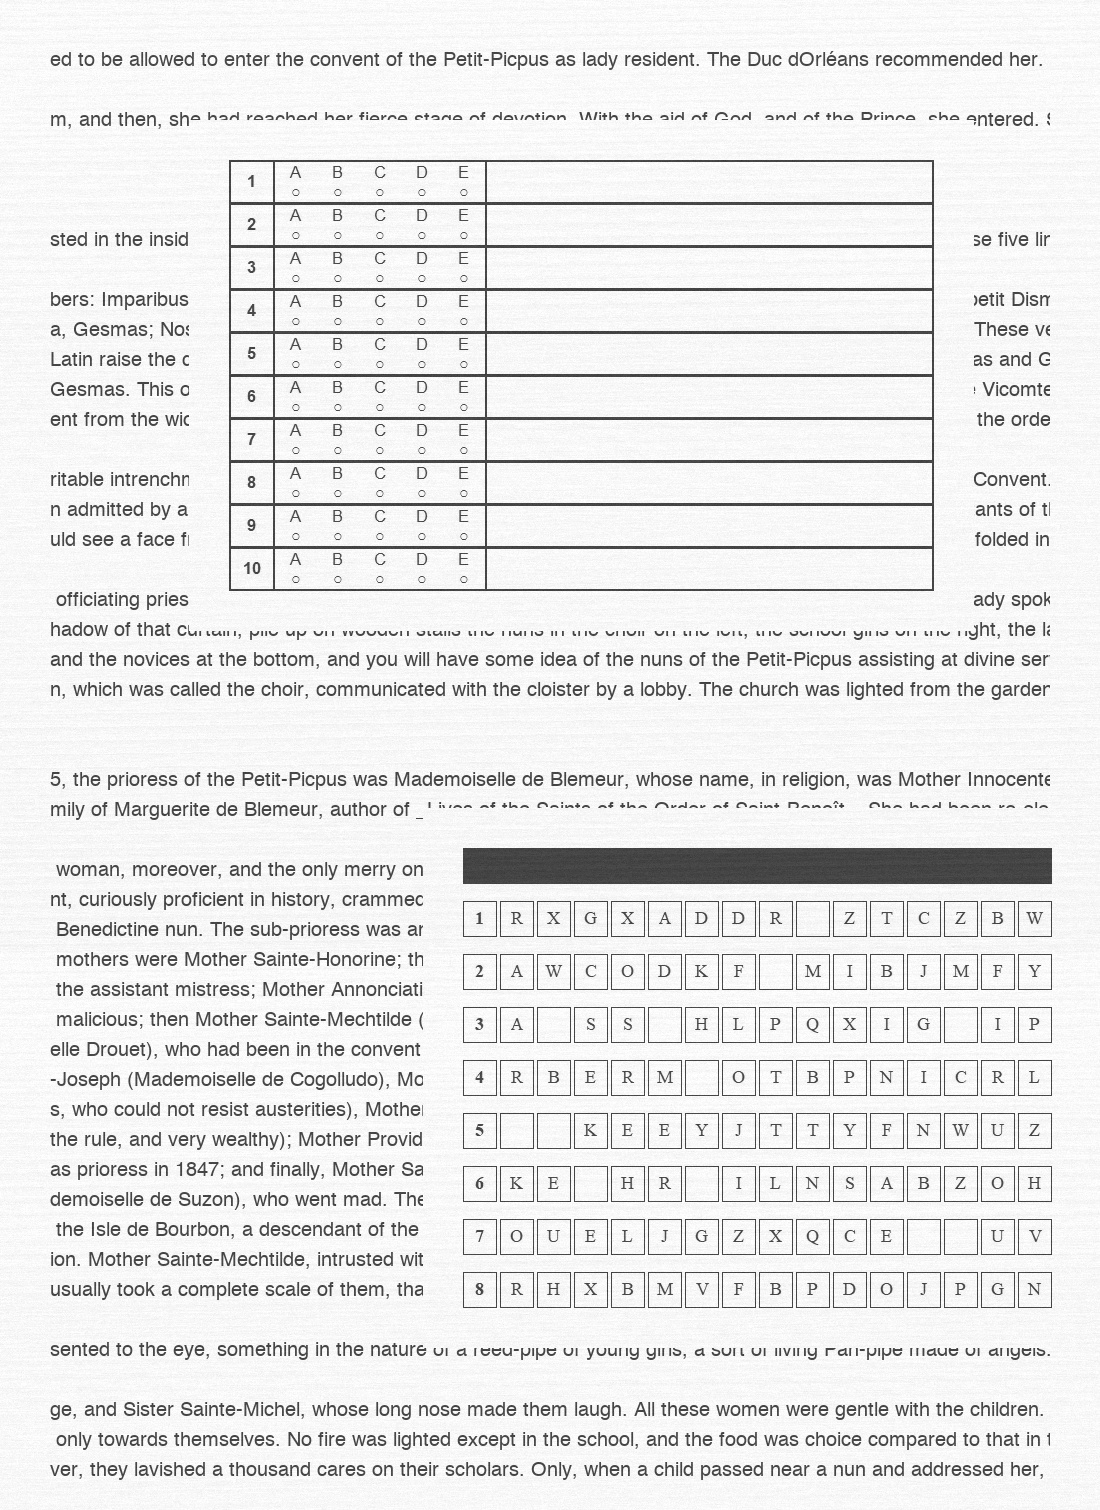 ed to be allowed to enter the convent of the Petit-Picpus as lady resident. The Duc dOrléans recommended her.
m, and then, she had reached her fierce stage of devotion. With the aid of God, and of the Prince, she entered. S
sted in the insid
bers: Imparibus
a, Gesmas; Nos
Latin raise the
Gesmas. This
ent from the wid
ritable intrenchm
n admitted by a
uld see a face
officiating pries
1 A B C D E
2 A B C D E
3 A B C D E
4 A B C D E
5 A B C D E
6 A B C D E
7 A B C D E
8 A B C D E
9 A B C D E
10 A B C D E
se five
petit Dism
These ve
as and G
Vicomte
the orde
Convent.
ants of
folded in
ady spok
hadow of that curtain, pile up on wooden stalls the nuns in the choir on the left, the school-girls on the right, the la
and the novices at the bottom, and you will have some idea of the nuns of the Petit-Picpus assisting at divine ser
n, which was called the choir, communicated with the cloister by a lobby. The church was lighted from the garden
5, the prioress of the Petit-Picpus was Mademoiselle de Blemeur, whose name, in religion, was Mother Innocente
mily of Marguerite de Blemeur, author of _Lives of the Saints of the Order of Saint-Benoît._ She had been re-ele
woman, moreover, and the only merry on
nt, curiously proficient in history, crammed
Benedictine nun. The sub-prioress was an
mothers were Mother Sainte-Honorine; th
the assistant mistress; Mother Annonciati
malicious; then Mother Sainte-Mechtilde (
elle Drouet), who had been in the convent
-Joseph (Mademoiselle de Cogolludo), Mo
s, who could not resist austerities), Mother
the rule, and very wealthy); Mother Provid
as prioress in 1847; and finally, Mother Sa
demoiselle de Suzon), who went mad. The
the Isle de Bourbon, a descendant of the
ion. Mother Sainte-Mechtilde, intrusted wit
usually took a complete scale of them, tha
1 R X G X A D D R Z T C Z B W
2 A W C O D K F M I B J M F Y
3 A S S H L P Q X I G I P
4 R B E R M O T B P N I C R L
5 K E E Y J T T Y F N W U Z
6 K E H R I L N S A B Z O H
7 O U E L J G Z X Q C E U V
8 R H X B M V F B P D O J P G N
sented to the eye, something in the nature of a reed-pipe of young girls, a sort of living Pan-pipe made of angels.
ge, and Sister Sainte-Michel, whose long nose made them laugh. All these women were gentle with the children.
only towards themselves. No fire was lighted except in the school, and the food was choice compared to that in t
ver, they lavished a thousand cares on their scholars. Only, when a child passed near a nun and addressed her,